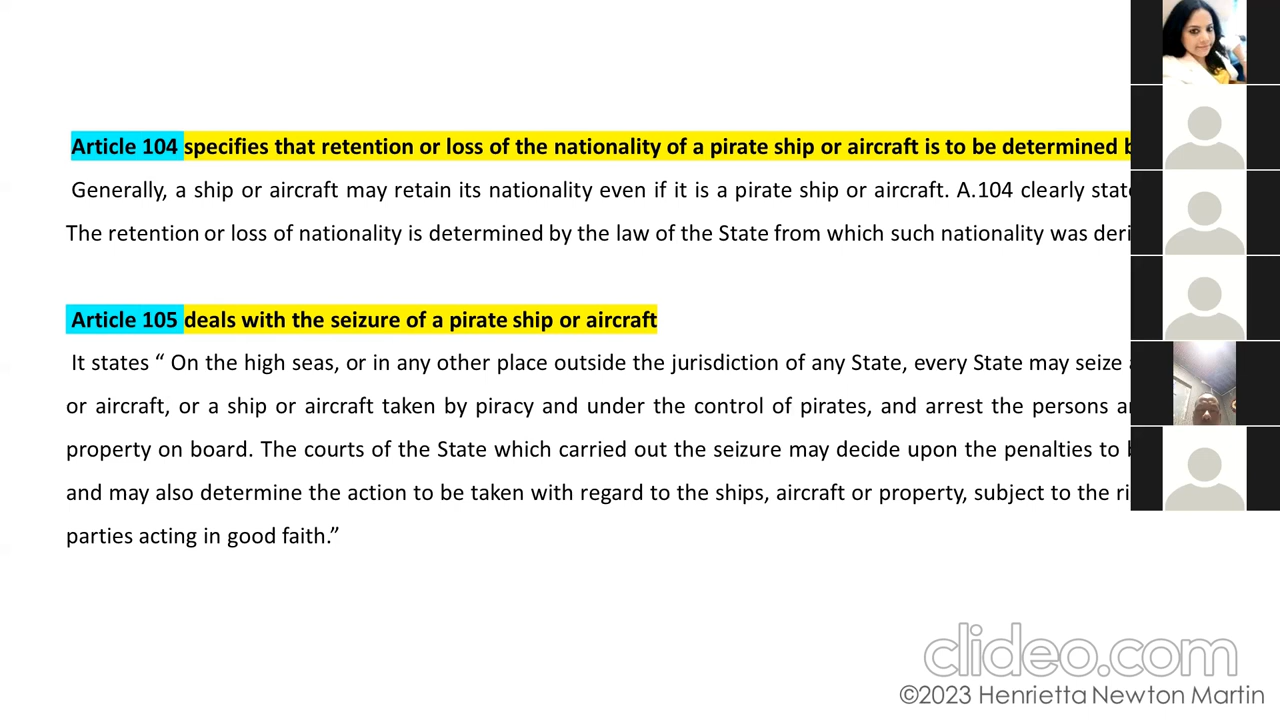 Article 104 specifies that retention or loss of the nationality of a pirate ship or aircraft is to be determined
Generally, a ship or aircraft may retain its nationality even if it is a pirate ship or aircraft. A.104 clearly
The retention or loss of nationality is determined by the law of the State from which such nationality was
Article 105 deals with the seizure of a pirate ship or aircraft
It states “ On the high seas, or in any other place outside the jurisdiction of any State, every State may seize
or aircraft, or a ship or aircraft taken by piracy and under the control of pirates, and arrest the persons
property on board. The courts of the State which carried out the seizure may decide upon the penalties to
and may also determine the action to be taken with regard to the ships, aircraft or property, subject to the
parties acting in good faith.”
clideo.com
©2023 Henrietta Newton Martin